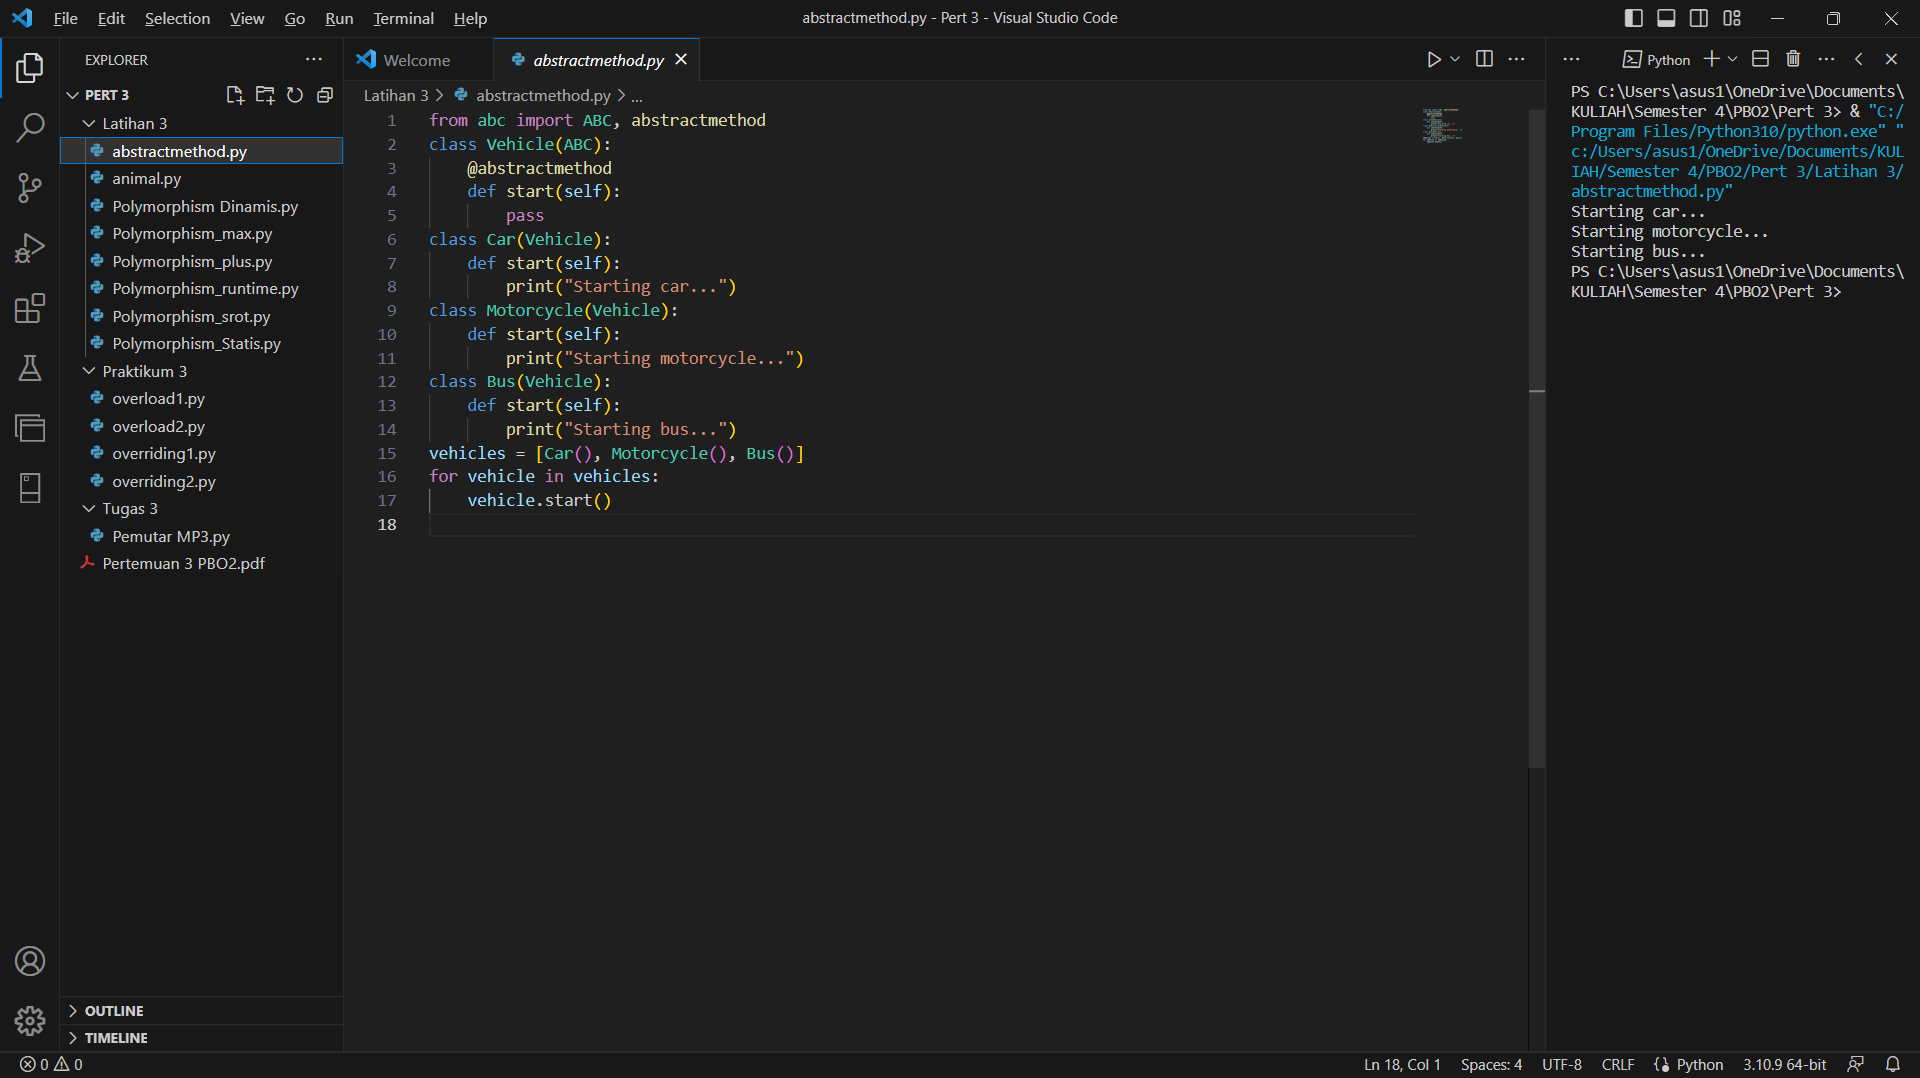 File Edit Selection View Go Run Terminal Help
abstractmethod.py - Pert 3 - Visual Studio Code
EXPLORER
PERT 3
Latihan 3
abstractmethod.py
animal.py
Polymorphism Dinamis.py
Polymorphism_max.py
Polymorphism_plus.py
Polymorphism_runtime.py
Polymorphism_srot.py
Polymorphism_Statis.py
Praktikum 3
overload1.py
overload2.py
overriding1.py
overriding2.py
Tugas 3
Pemutar MP3.py
Pertemuan 3 PBO2.pdf
OUTLINE
TIMELINE
Welcome
abstractmethod.py
Latihan 3 > abstractmethod.py > ...
1 from abc import ABC, abstractmethod
2 class Vehicle(ABC):
3     @abstractmethod
4     def start(self):
5         pass
6 class Car(Vehicle):
7     def start(self):
8         print("Starting car...")
9 class Motorcycle(Vehicle):
10     def start(self):
11         print("Starting motorcycle...")
12 class Bus(Vehicle):
13     def start(self):
14         print("Starting bus...")
15 vehicles = [Car(), Motorcycle(), Bus()]
16 for vehicle in vehicles:
17     vehicle.start()
18
Python
PS C:\Users\asus1\OneDrive\Documents\
KULIAH\Semester 4\PBO2\Pert 3> & "C:/
Program Files/Python310/python.exe" "
c:/Users/asus1/OneDrive/Documents/KUL
IAH/Semester 4/PBO2/Pert 3/Latihan 3/
abstractmethod.py"
Starting car...
Starting motorcycle...
Starting bus...
PS C:\Users\asus1\OneDrive\Documents\
KULIAH\Semester 4\PBO2\Pert 3>
0 0
Ln 18, Col 1 Spaces: 4 UTF-8 CRLF Python 3.10.9 64-bit